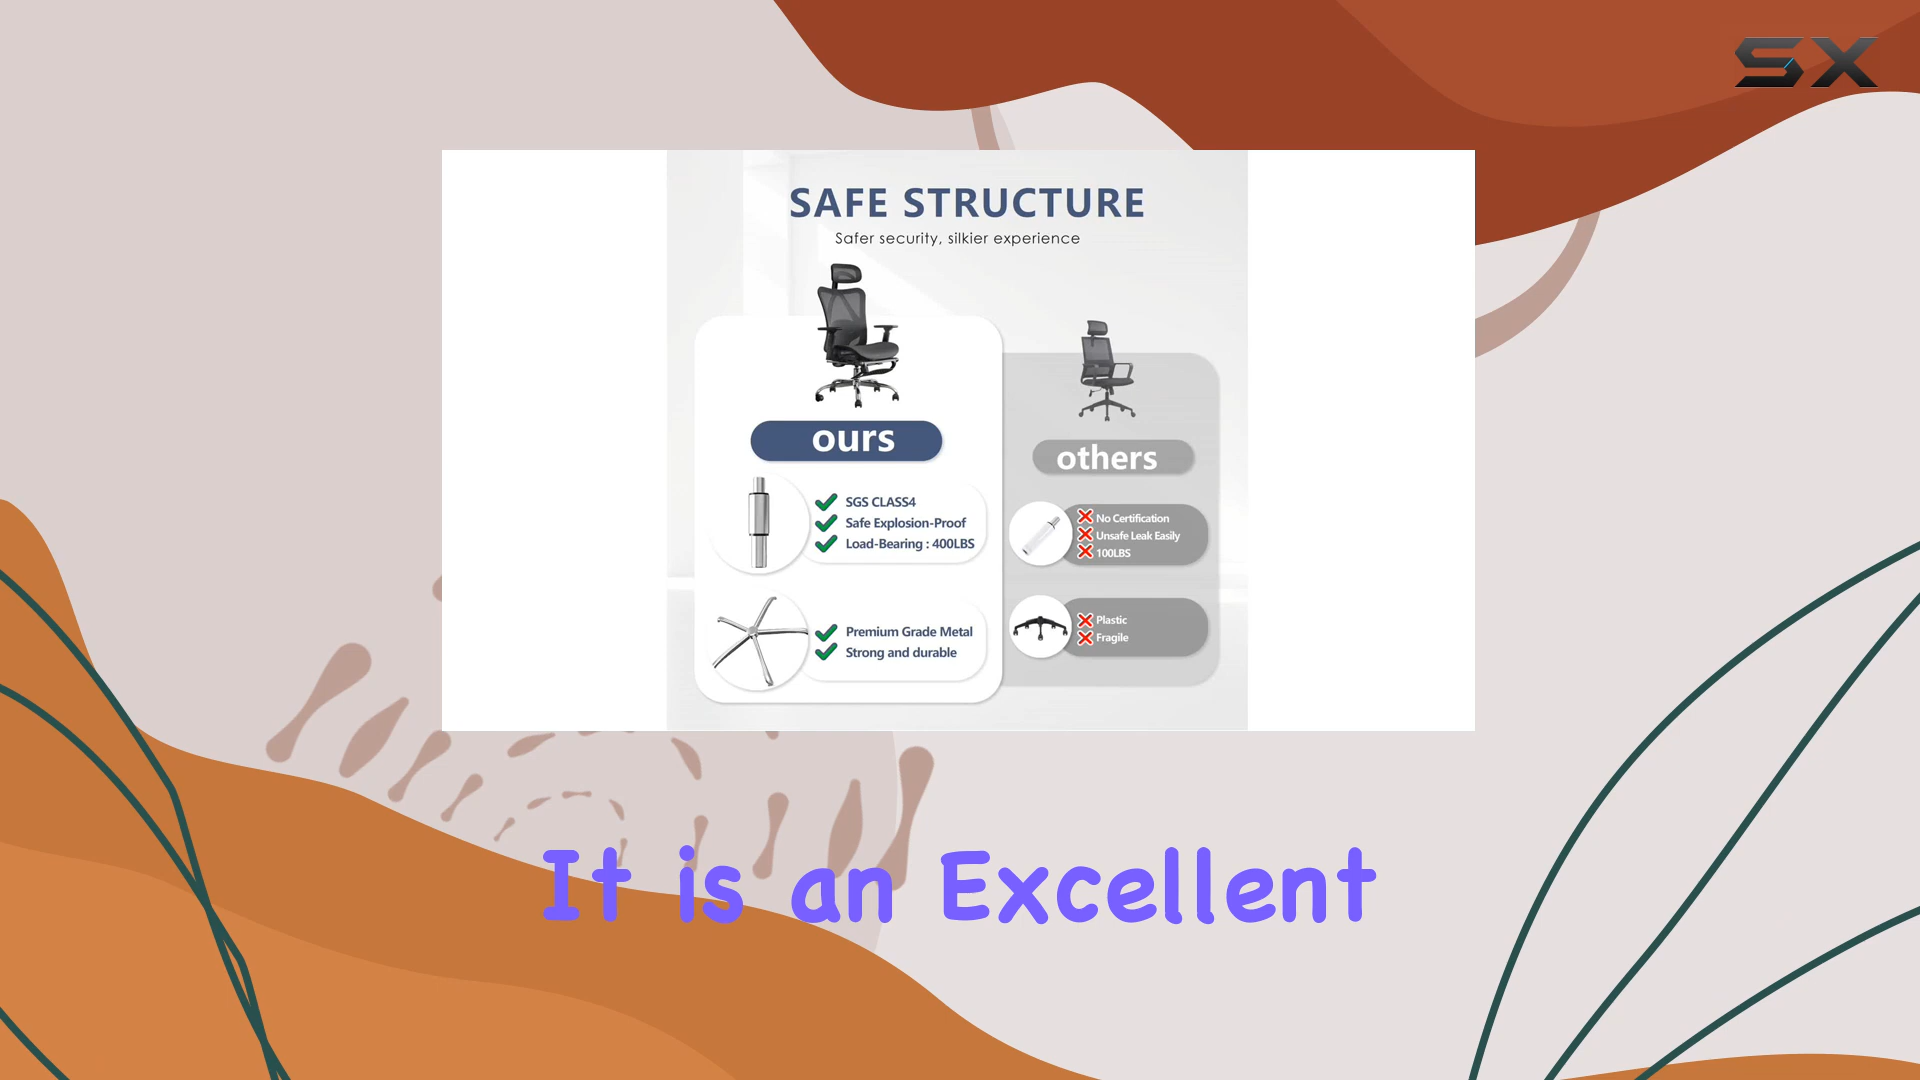 SX
SAFE STRUCTURE
Safer security, silkier experience
ours
SGS CLASS4
Safe Explosion-Proof
Load-Bearing : 400LBS
Premium Grade Metal
Strong and durable
others
No Certification
Unsafe Leak Easily
100LBS
Plastic
Fragile
It is an Excellent